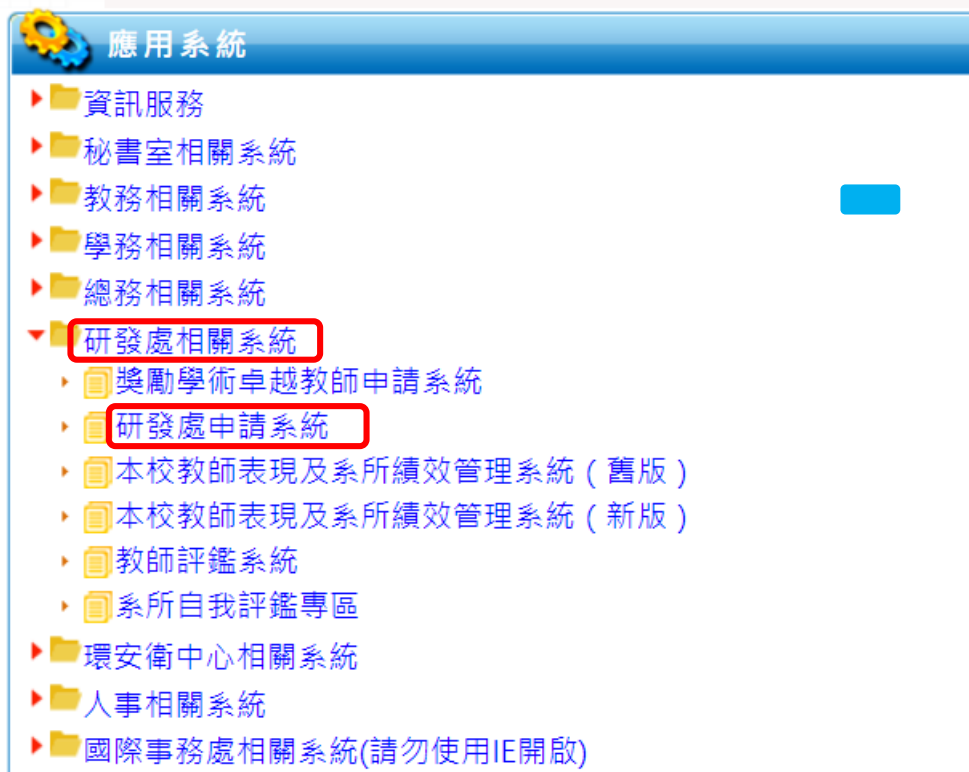 應用系統
資訊服務
秘書室相關系統
教務相關系統
學務相關系統
總務相關系統
研發處相關系統
獎勵學術卓越教師申請系統
研發處申請系統
本校教師表現及系所績效管理系統（舊版）
本校教師表現及系所績效管理系統（新版）
教師評鑑系統
系所自我評鑑專區
環安衛中心相關系統
人事相關系統
國際事務處相關系統(請勿使用IE開啟)